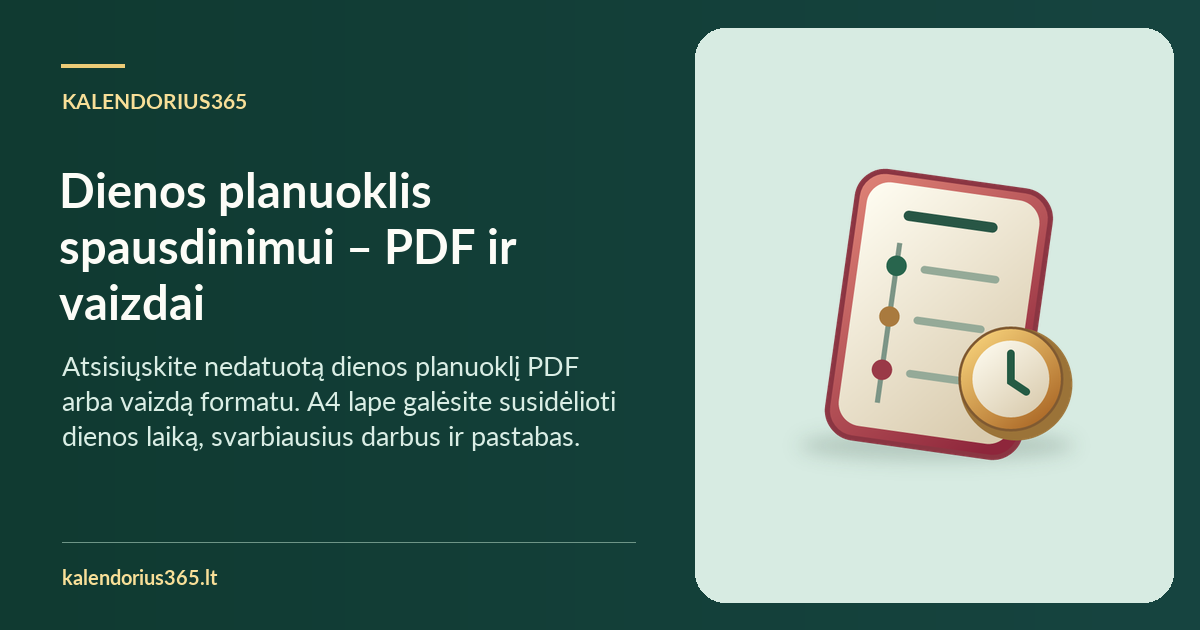 KALENDORIUS365
Dienos planuoklis
spausdinimui – PDF ir
vaizdai
Atsisiųskite nedatuotą dienos planuoklį PDF
arba vaizdą formatu. A4 lape galėsite susidėlioti
dienos laiką, svarbiausius darbus ir pastabas.
kalendorius365.lt